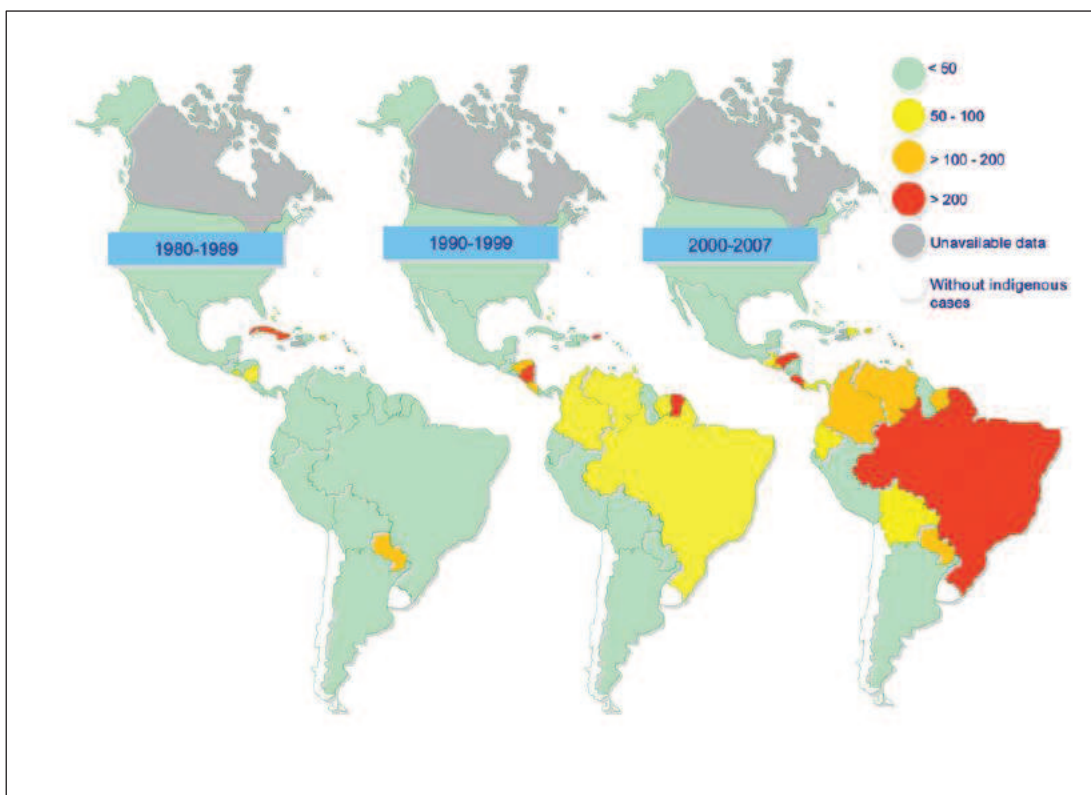 1980-1989
1990-1999
2000-2007
< 50
50 - 100
> 100 - 200
> 200
Unavailable data
Without indigenous
cases